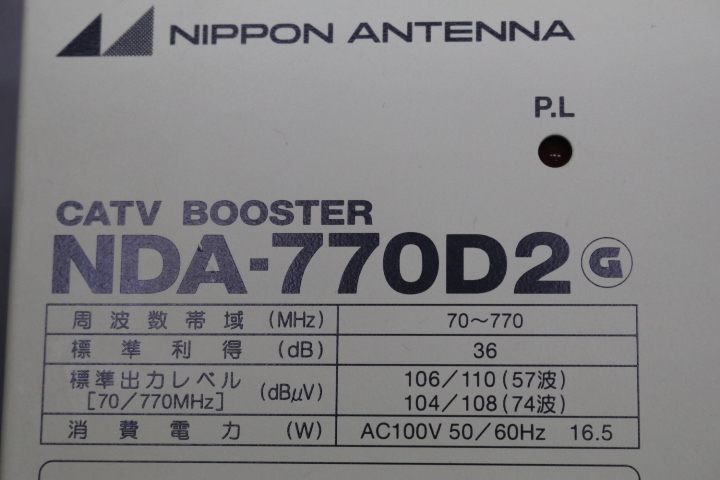 NIPPON ANTENNA
P.L
CATV BOOSTER
NDA-770D2 G
周波数帯域 (MHz) 70～770
標準利得 (dB) 36
標準出力レベル [70/770MHz] (dBμV) 106/110(57波)
104/108(74波)
消費電力 (W) AC100V 50/60Hz 16.5